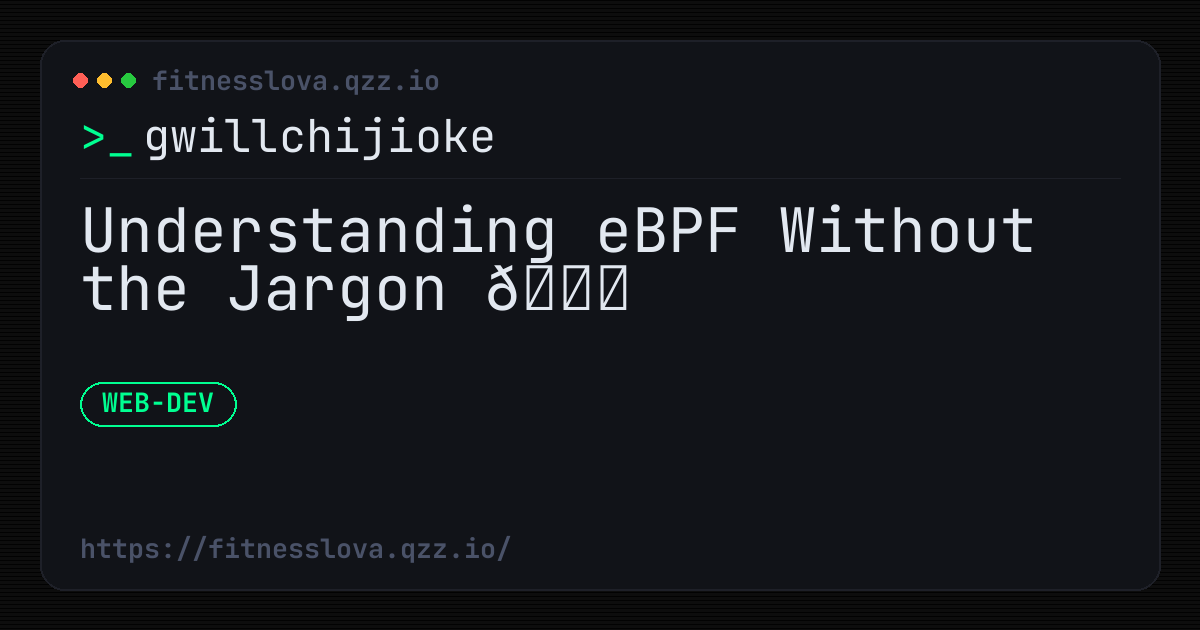 fitnesslova.qzz.io
>_ gwillchijioke
Understanding eBPF Without
the Jargon ð
WEB-DEV
https://fitnesslova.qzz.io/